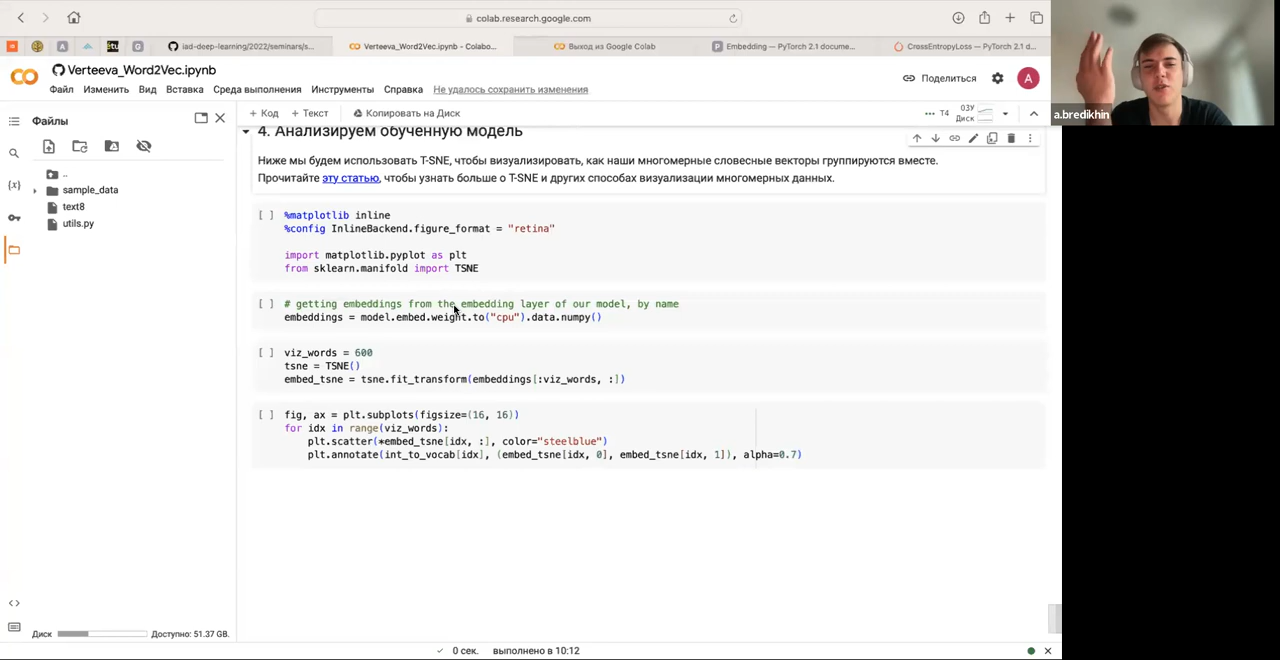 colab.research.google.com
iad-deep-learning/2022/seminars/s...
Verteeva_Word2Vec.ipynb - Colabo...
Выход из Google Colab
Embedding — PyTorch 2.1 docume...
CrossEntropyLoss — PyTorch 2.1 d...
Verteeva_Word2Vec.ipynb
Файл Изменить Вид Вставка Среда выполнения Инструменты Справка Не удалось сохранить изменения
Поделиться
A
a.bredikhin
+ Код + Текст Копировать на Диск
T4 ОЗУ
Диск
Файлы
..
sample_data
text8
utils.py
4. Анализируем обученную модель
Ниже мы будем использовать T-SNE, чтобы визуализировать, как наши многомерные словесные векторы группируются вместе.
Прочитайте эту статью, чтобы узнать больше о T-SNE и других способах визуализации многомерных данных.
[ ] %matplotlib inline
%config InlineBackend.figure_format = "retina"
import matplotlib.pyplot as plt
from sklearn.manifold import TSNE
[ ] # getting embeddings from the embedding layer of our model, by name
embeddings = model.embed.weight.to("cpu").data.numpy()
[ ] viz_words = 600
tsne = TSNE()
embed_tsne = tsne.fit_transform(embeddings[:viz_words, :])
[ ] fig, ax = plt.subplots(figsize=(16, 16))
for idx in range(viz_words):
plt.scatter(*embed_tsne[idx, :], color="steelblue")
plt.annotate(int_to_vocab[idx], (embed_tsne[idx, 0], embed_tsne[idx, 1]), alpha=0.7)
Диск Доступно: 51.37 GB.
0 сек. выполнено в 10:12